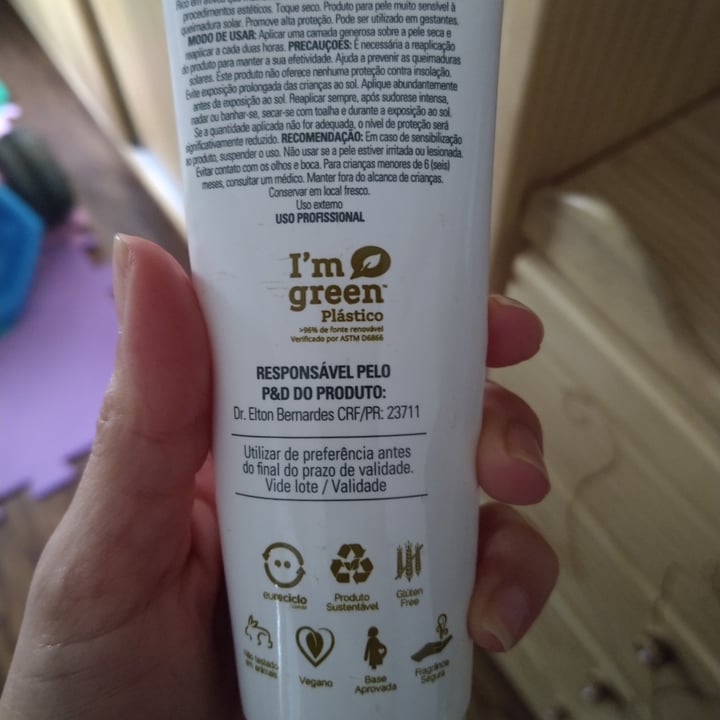 procedimentos estéticos. Toque seco. Produto para pele muito sensível à
queimadura solar. Promove alta proteção. Pode ser utilizado em gestantes.
MODO DE USAR: Aplicar uma camada generosa sobre a pele seca e
reaplicar a cada duas horas. PRECAUÇÕES: É necessária a reaplicação
do produto para manter a sua efetividade. Ajuda a prevenir as queimaduras
solares. Este produto não oferece nenhuma proteção contra insolação.
Evite exposição prolongada das crianças ao sol. Aplique abundantemente
antes da exposição ao sol. Reaplicar sempre, após sudorese intensa,
nadar ou banhar-se, secar-se com toalha e durante a exposição ao sol.
Se a quantidade aplicada não for adequada, o nível de proteção será
significativamente reduzido. RECOMENDAÇÃO: Em caso de sensibilização
ao produto, suspender o uso. Não usar se a pele estiver irritada ou lesionada.
Evitar contato com os olhos e boca. Para crianças menores de 6 (seis)
meses, consultar um médico. Manter fora do alcance de crianças.
Conservar em local fresco.
Uso externo
USO PROFISSIONAL
I'm
green™
Plástico
>96% de fonte renovável
Verificado por ASTM D6866
RESPONSÁVEL PELO
P&D DO PRODUTO:
Dr. Elton Bernardes CRF/PR: 23711
Utilizar de preferência antes
do final do prazo de validade.
Vide lote / Validade
eureciclo
Produto
Sustentável
Glúten
Free
Não testado
em animais
Vegano
Base
Aprovada
Fragrância
Segura